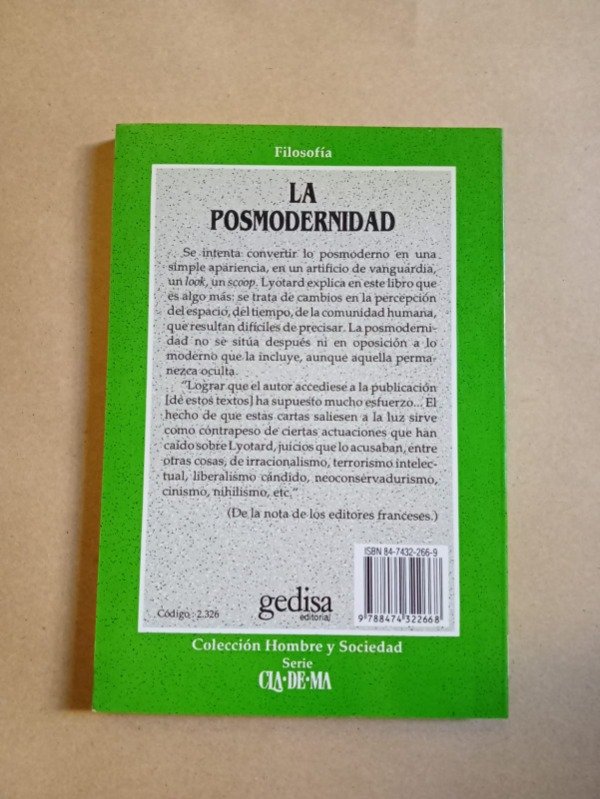 Filosofía
LA
POSMODERNIDAD
Se intenta convertir lo posmoderno en una
simple apariencia, en un artificio de vanguardia,
un look, un scoop. Lyotard explica en este libro que
es algo más: se trata de cambios en la percepción
del espacio, del tiempo, de la comunidad humana,
que resultan difíciles de precisar. La posmoderni-
dad no se sitúa después ni en oposición a lo
moderno que la incluye, aunque aquella perma-
nezca oculta.
"Lograr que el autor accediese a la publicación
[de estos textos] ha supuesto mucho esfuerzo... El
hecho de que estas cartas saliesen a la luz sirve
como contrapeso de ciertas actuaciones que han
caído sobre Lyotard, juicios que lo acusaban, entre
otras cosas, de irracionalismo, terrorismo intelec-
tual, liberalismo cándido, neoconservadurismo,
cinismo, nihilismo, etc."
(De la nota de los editores franceses.)
ISBN 84-7432-266-9
9 788474 322668
Código: 2.326
gedisa
editorial
Colección Hombre y Sociedad
Serie
CLA·DE·MA